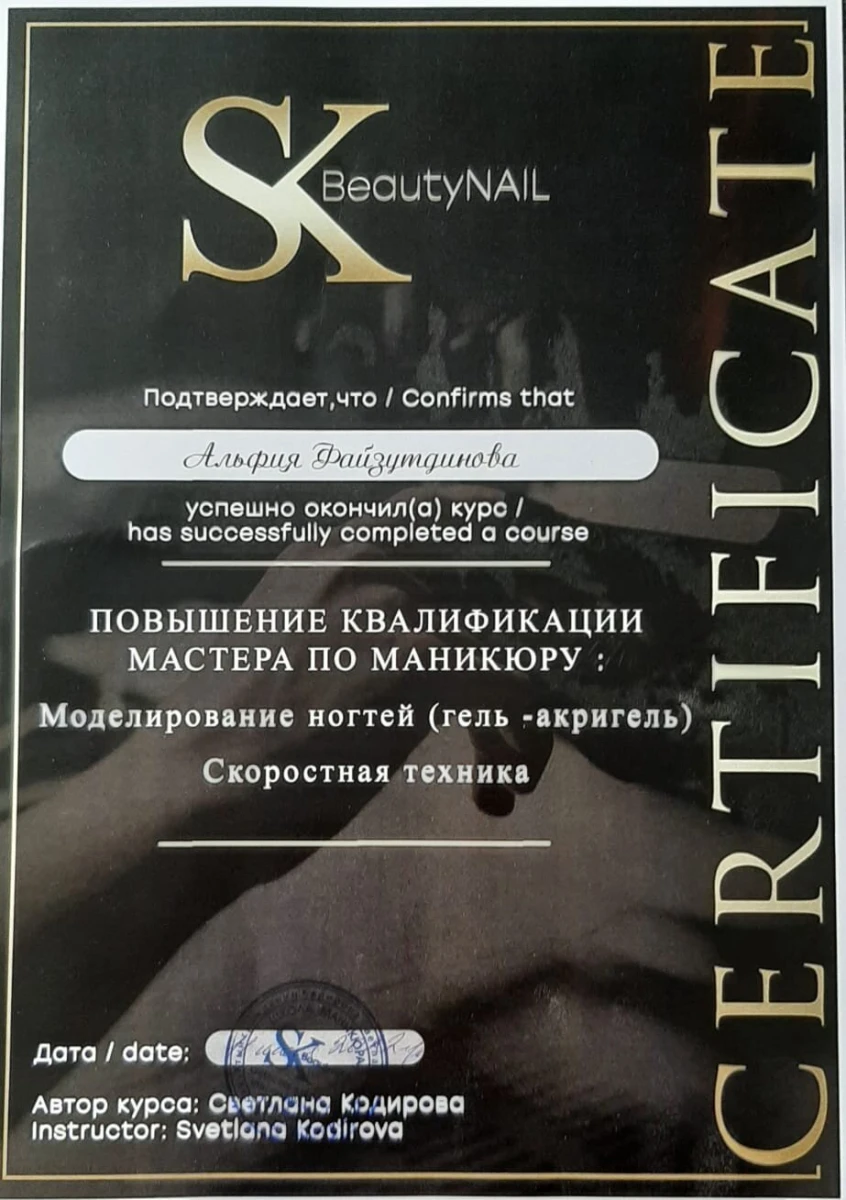 SK
BeautyNAIL
CERTIFICATE
Подтверждает,что / Confirms that
Альфия Файзутдинова
успешно окончил(а) курс /
has successfully completed a course
ПОВЫШЕНИЕ КВАЛИФИКАЦИИ
МАСТЕРА ПО МАНИКЮРУ :
Моделирование ногтей (гель -акригель)
Скоростная техника
Дата / date:
Автор курса: Светлана Кодирова
Instructor: Svetlana Kodirova